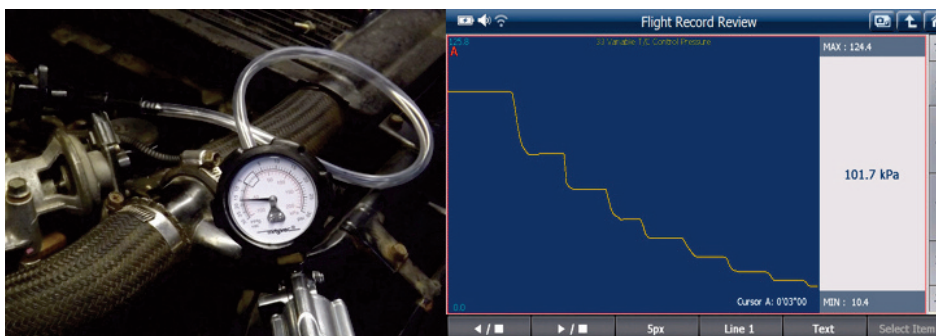 Flight Record Review
125.8
33 Variable T/C Control Pressure
MAX : 124.4
A
101.7 kPa
0.0
Cursor A: 0'03"00
MIN : 10.4
◀ / ■
▶ / ■
5px
Line 1
Text
Select Item